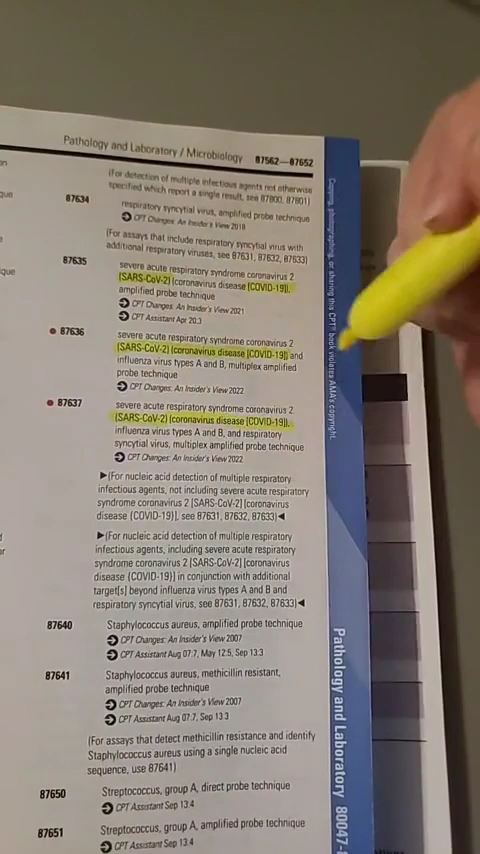 Pathology and Laboratory / Microbiology 87562—87652
(For detection of multiple infectious agents not otherwise
specified which report a single result, see 87800, 87801)
87634 respiratory syncytial virus, amplified probe technique
CPT Changes: An Insider's View 2018
(For assays that include respiratory syncytial virus with
additional respiratory viruses, see 87631, 87632, 87633)
87635 severe acute respiratory syndrome coronavirus 2
(SARS-CoV-2) (coronavirus disease [COVID-19]),
amplified probe technique
CPT Changes: An Insider's View 2021
CPT Assistant Apr 20:3
● 87636 severe acute respiratory syndrome coronavirus 2
(SARS-CoV-2) (coronavirus disease [COVID-19]) and
influenza virus types A and B, multiplex amplified
probe technique
CPT Changes: An Insider's View 2022
● 87637 severe acute respiratory syndrome coronavirus 2
(SARS-CoV-2) (coronavirus disease [COVID-19]),
influenza virus types A and B, and respiratory
syncytial virus, multiplex amplified probe technique
CPT Changes: An Insider's View 2022
►(For nucleic acid detection of multiple respiratory
infectious agents, not including severe acute respiratory
syndrome coronavirus 2 [SARS-CoV-2] [coronavirus
disease {COVID-19}], see 87631, 87632, 87633)◄
►(For nucleic acid detection of multiple respiratory
infectious agents, including severe acute respiratory
syndrome coronavirus 2 [SARS-CoV-2] [coronavirus
disease {COVID-19}] in conjunction with additional
target[s] beyond influenza virus types A and B and
respiratory syncytial virus, see 87631, 87632, 87633)◄
87640 Staphylococcus aureus, amplified probe technique
CPT Changes: An Insider's View 2007
CPT Assistant Aug 07:7, May 12:5, Sep 13:3
87641 Staphylococcus aureus, methicillin resistant,
amplified probe technique
CPT Changes: An Insider's View 2007
CPT Assistant Aug 07:7, Sep 13:3
(For assays that detect methicillin resistance and identify
Staphylococcus aureus using a single nucleic acid
sequence, use 87641)
87650 Streptococcus, group A, direct probe technique
CPT Assistant Sep 13:4
87651 Streptococcus, group A, amplified probe technique
CPT Assistant Sep 13:4
Copying, photographing, or sharing this CPT® book violates AMA's copyright.
Pathology and Laboratory 80047-